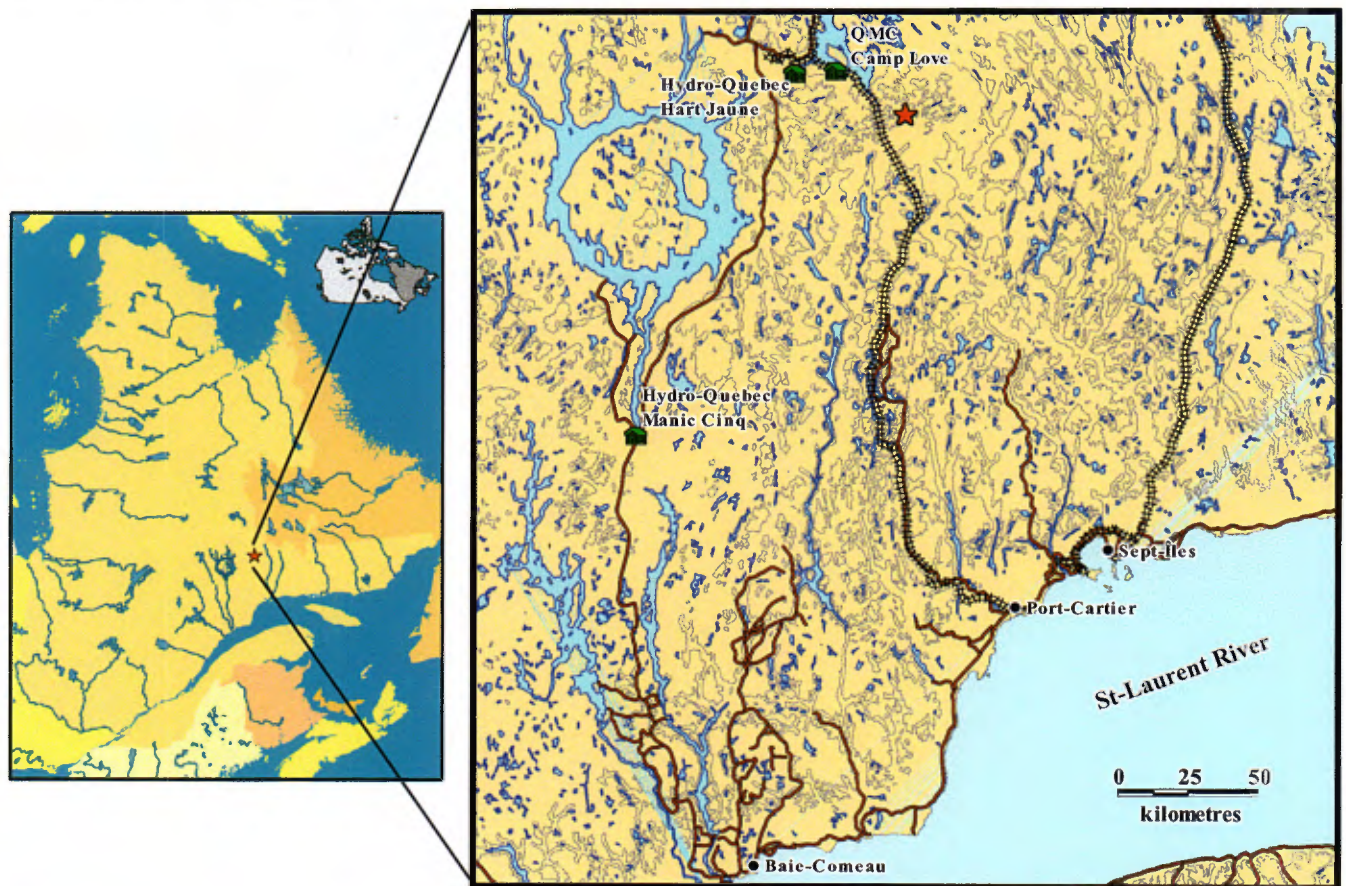 QMC
Camp Love
Hydro-Quebec
Hart Jaune
Hydro-Quebec
Manic Cinq
Sept-Îles
Port-Cartier
St-Laurent River
0 25 50
kilometres
Baie-Comeau